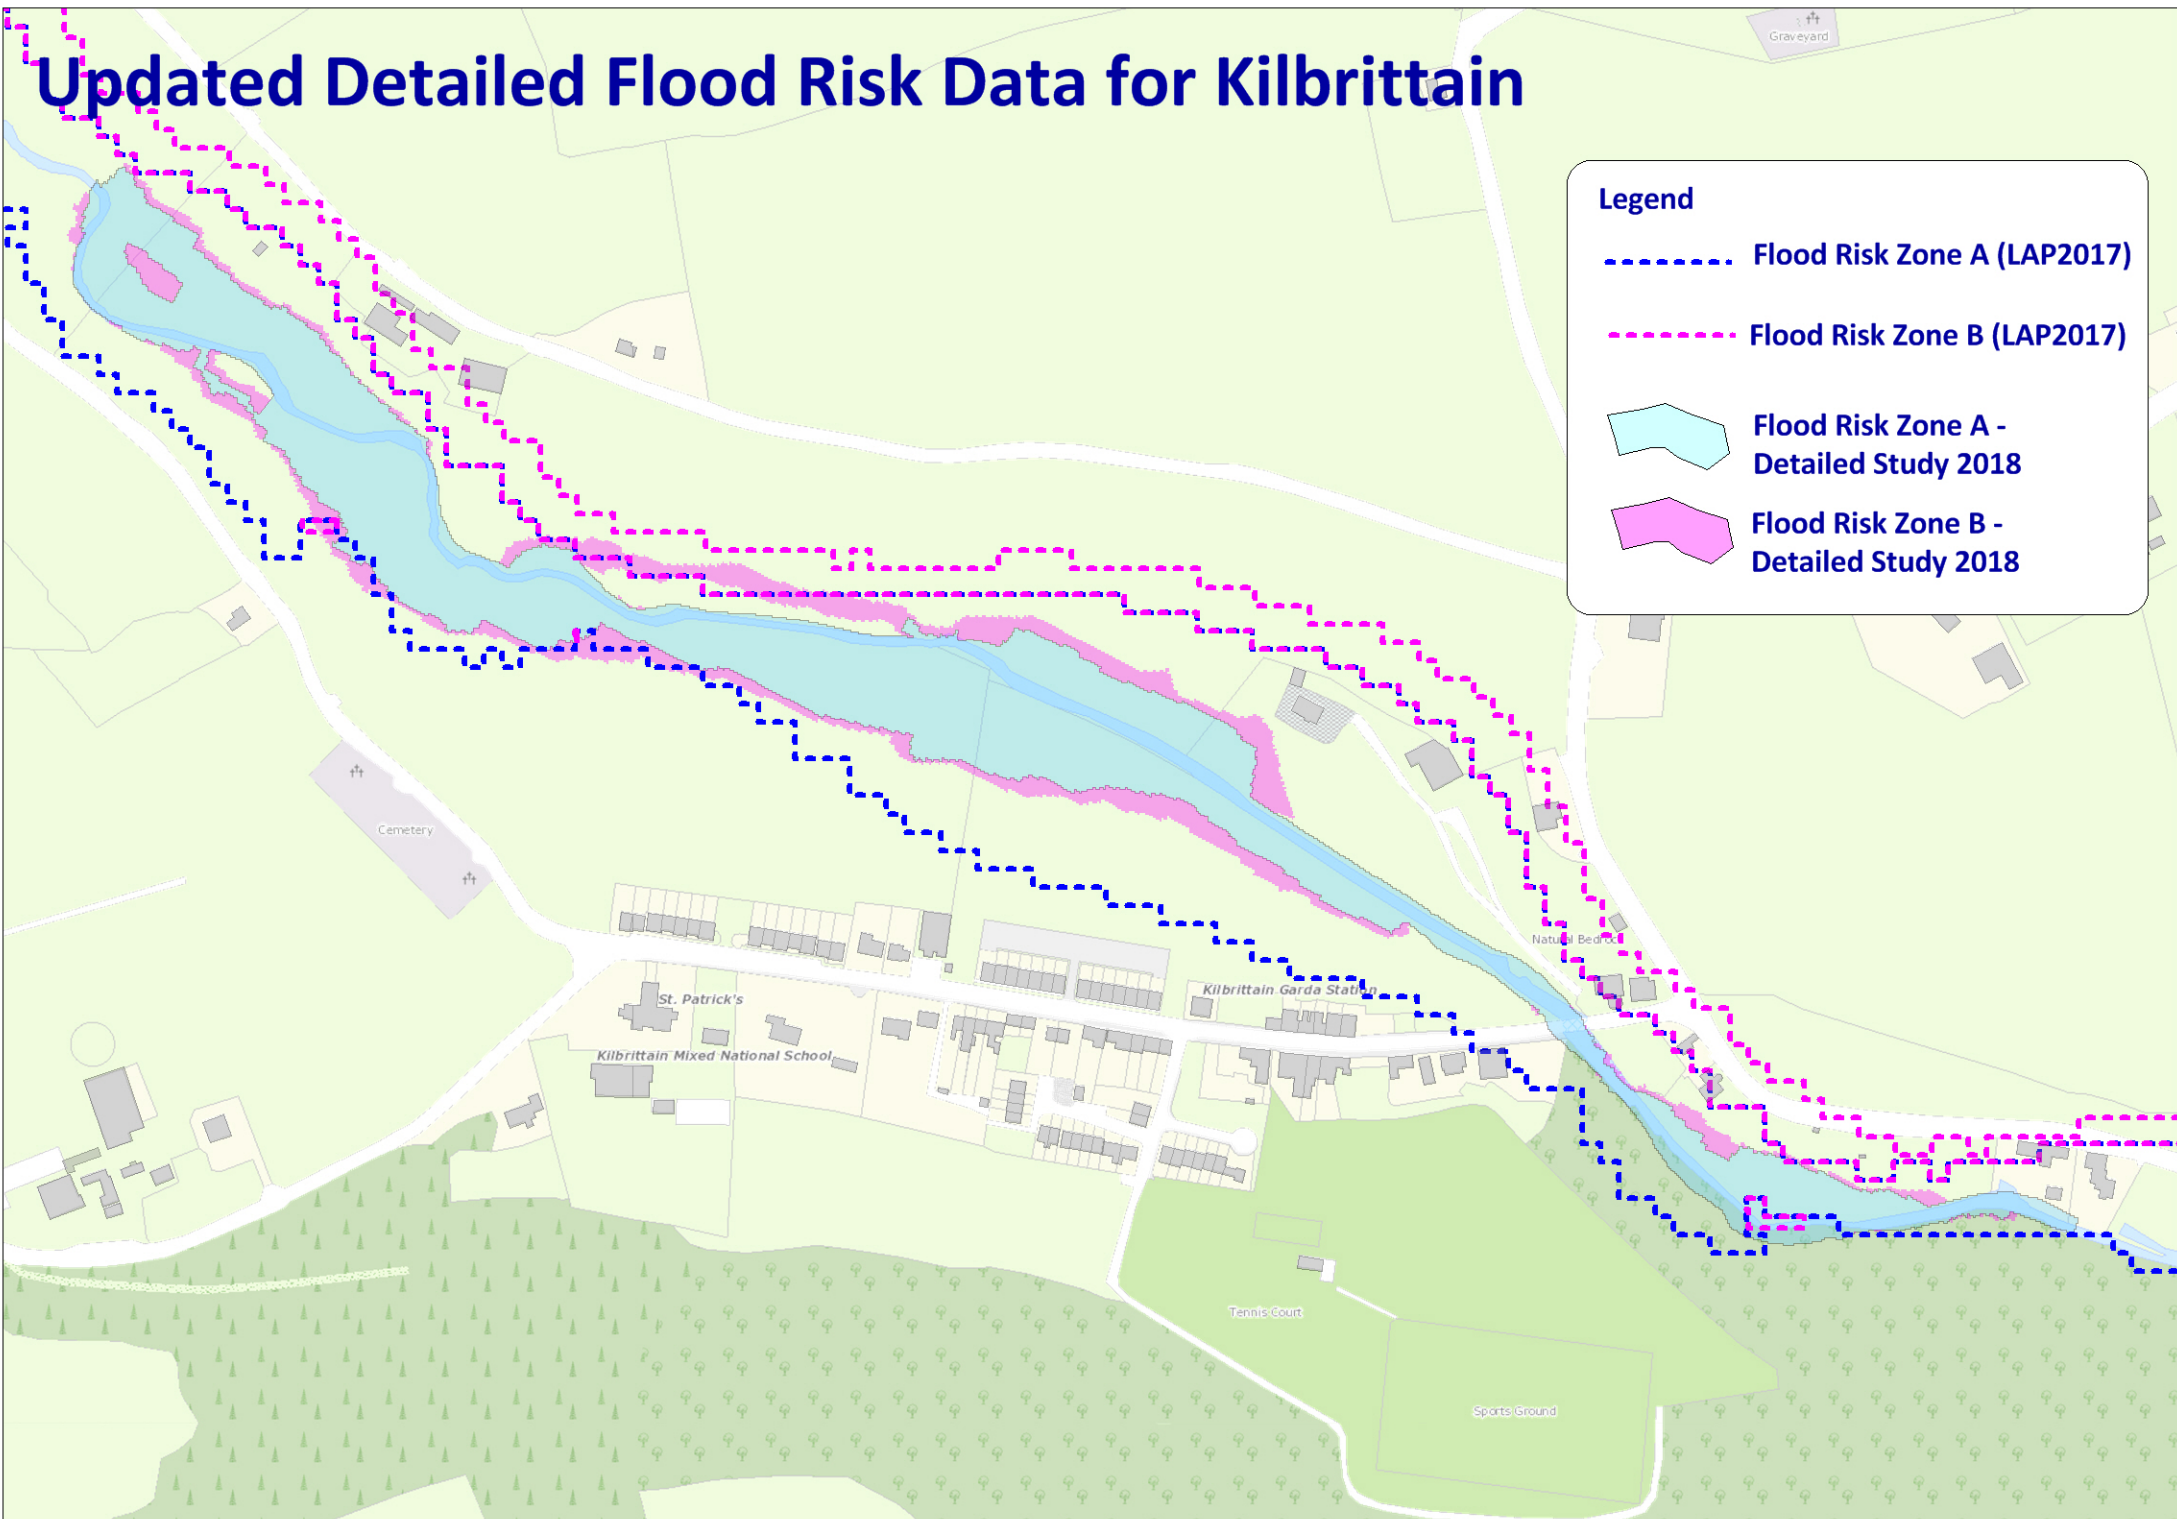 Graveyard
Updated Detailed Flood Risk Data for Kilbrittain
Legend
Flood Risk Zone A (LAP2017)
Flood Risk Zone B (LAP2017)
Flood Risk Zone A -
Detailed Study 2018
Flood Risk Zone B -
Detailed Study 2018
Cemetery
Natural Bedroc
St. Patrick's
Kilbrittain Garda Station
Kilbrittain Mixed National School
Tennis Court
Sports Ground